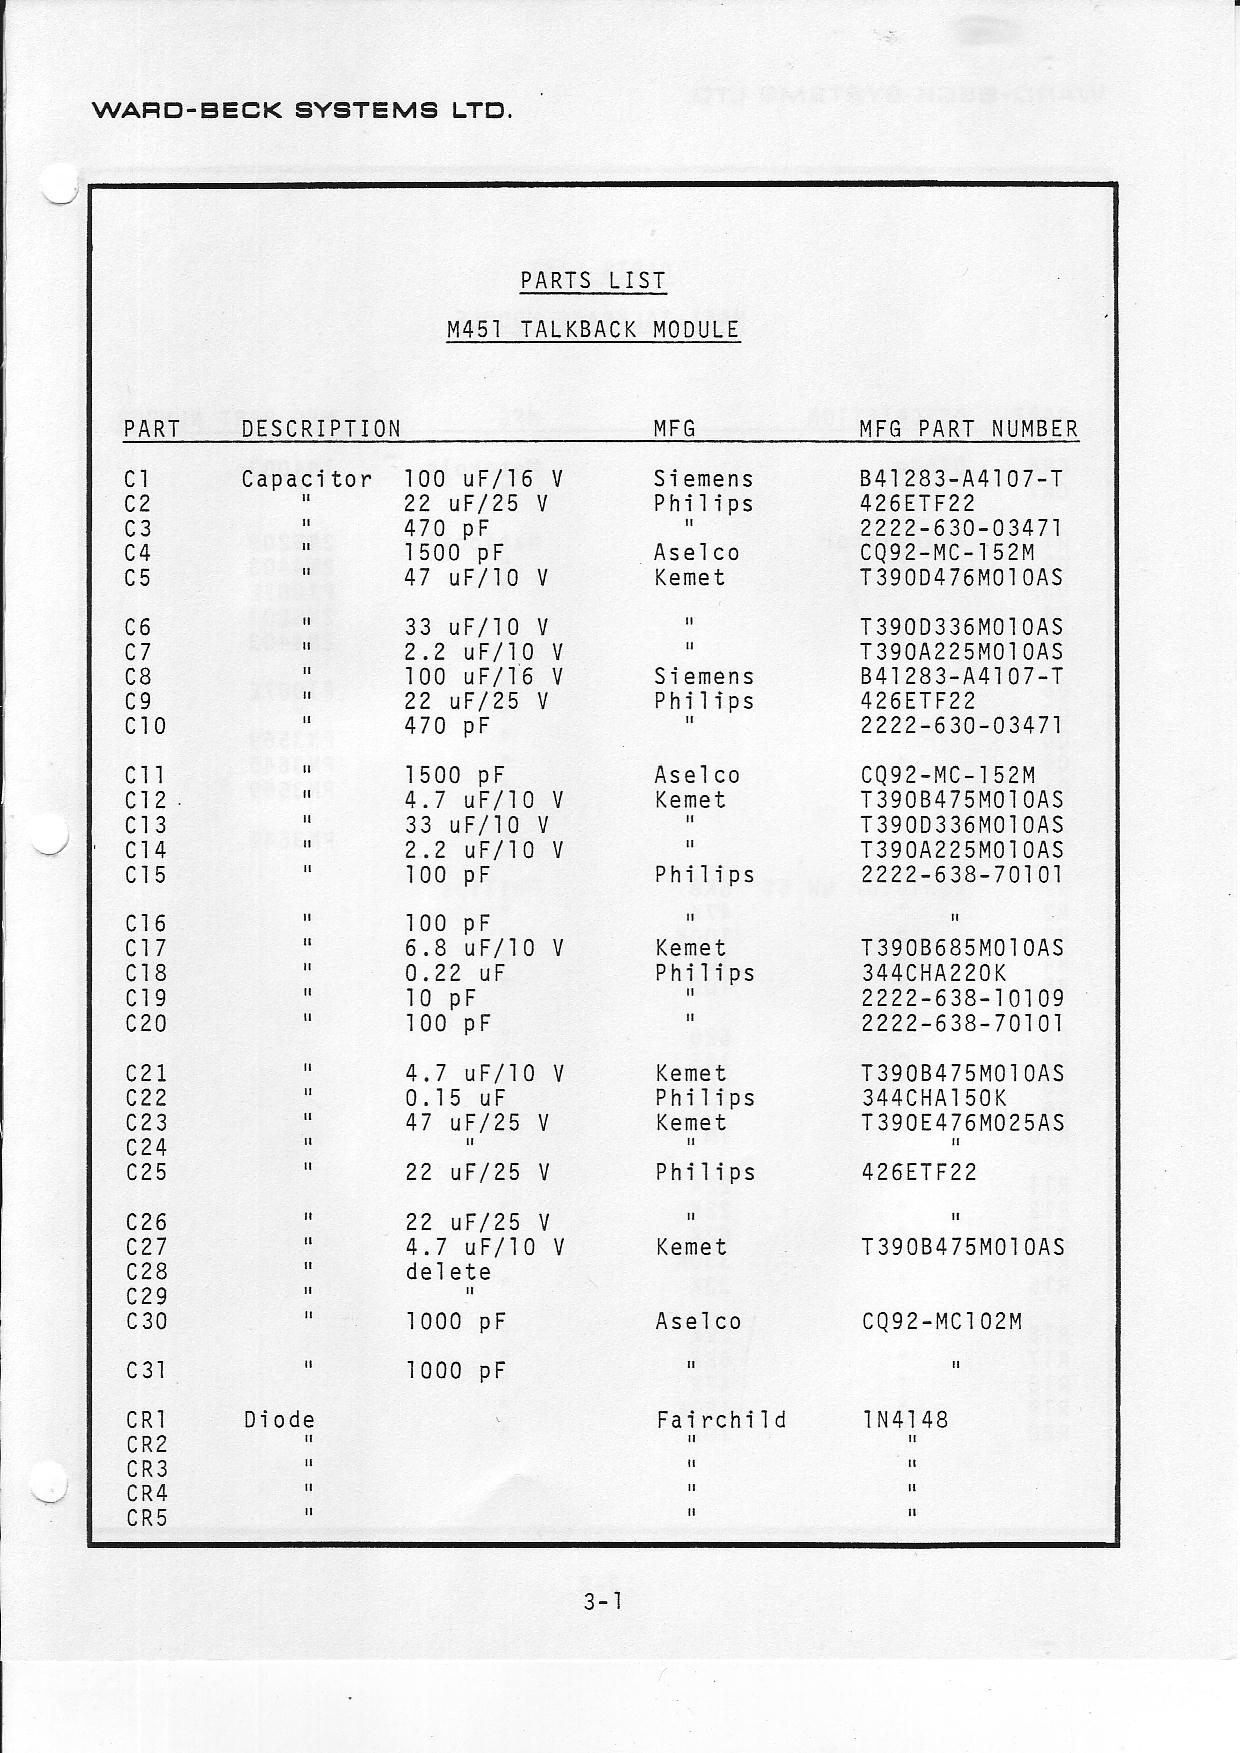 WARD-BECK SYSTEMS LTD.
PARTS LIST
M451 TALKBACK MODULE
PART DESCRIPTION MFG MFG PART NUMBER
C1 Capacitor 100 uF/16 V Siemens B41283-A4107-T
C2 " 22 uF/25 V Philips 426ETF22
C3 " 470 pF " 2222-630-03471
C4 " 1500 pF Aselco CQ92-MC-152M
C5 " 47 uF/10 V Kemet T390D476M010AS
C6 " 33 uF/10 V " T390D336M010AS
C7 " 2.2 uF/10 V " T390A225M010AS
C8 " 100 uF/16 V Siemens B41283-A4107-T
C9 " 22 uF/25 V Philips 426ETF22
C10 " 470 pF " 2222-630-03471
C11 " 1500 pF Aselco CQ92-MC-152M
C12 " 4.7 uF/10 V Kemet T390B475M010AS
C13 " 33 uF/10 V " T390D336M010AS
C14 " 2.2 uF/10 V " T390A225M010AS
C15 " 100 pF Philips 2222-638-70101
C16 " 100 pF " "
C17 " 6.8 uF/10 V Kemet T390B685M010AS
C18 " 0.22 uF Philips 344CHA220K
C19 " 10 pF " 2222-638-10109
C20 " 100 pF " 2222-638-70101
C21 " 4.7 uF/10 V Kemet T390B475M010AS
C22 " 0.15 uF Philips 344CHA150K
C23 " 47 uF/25 V Kemet T390E476M025AS
C24 " " " "
C25 " 22 uF/25 V Philips 426ETF22
C26 " 22 uF/25 V " "
C27 " 4.7 uF/10 V Kemet T390B475M010AS
C28 " delete
C29 " "
C30 " 1000 pF Aselco CQ92-MC102M
C31 " 1000 pF " "
CR1 Diode Fairchild 1N4148
CR2 " " "
CR3 " " "
CR4 " " "
CR5 " " "
3-1